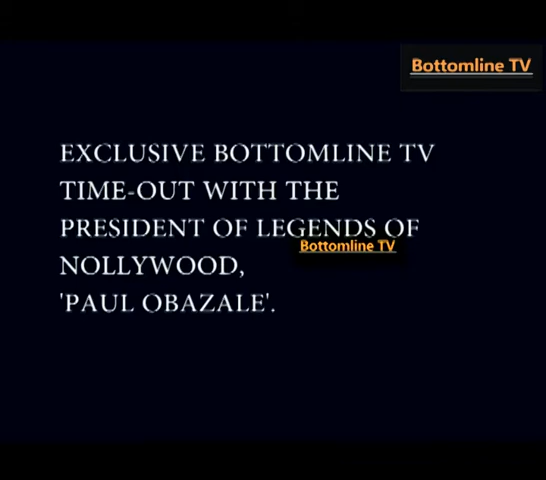 Bottomline TV
EXCLUSIVE BOTTOMLINE TV
TIME-OUT WITH THE
PRESIDENT OF LEGENDS OF
Bottomline TV
NOLLYWOOD,
'PAUL OBAZALE'.